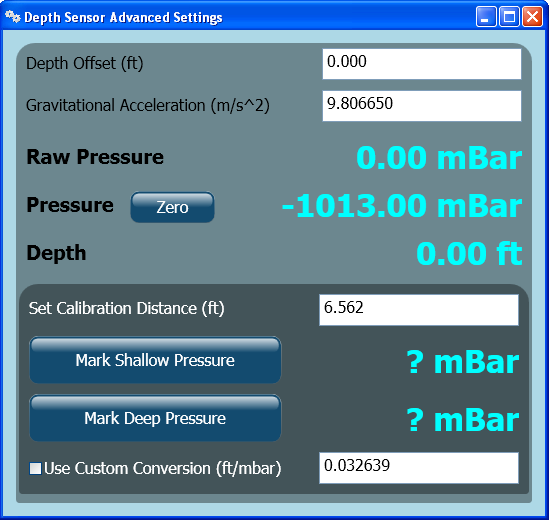 Depth Sensor Advanced Settings
Depth Offset (ft) 0.000
Gravitational Acceleration (m/s^2) 9.806650
Raw Pressure 0.00 mBar
Pressure Zero -1013.00 mBar
Depth 0.00 ft
Set Calibration Distance (ft) 6.562
Mark Shallow Pressure ? mBar
Mark Deep Pressure ? mBar
Use Custom Conversion (ft/mbar) 0.032639